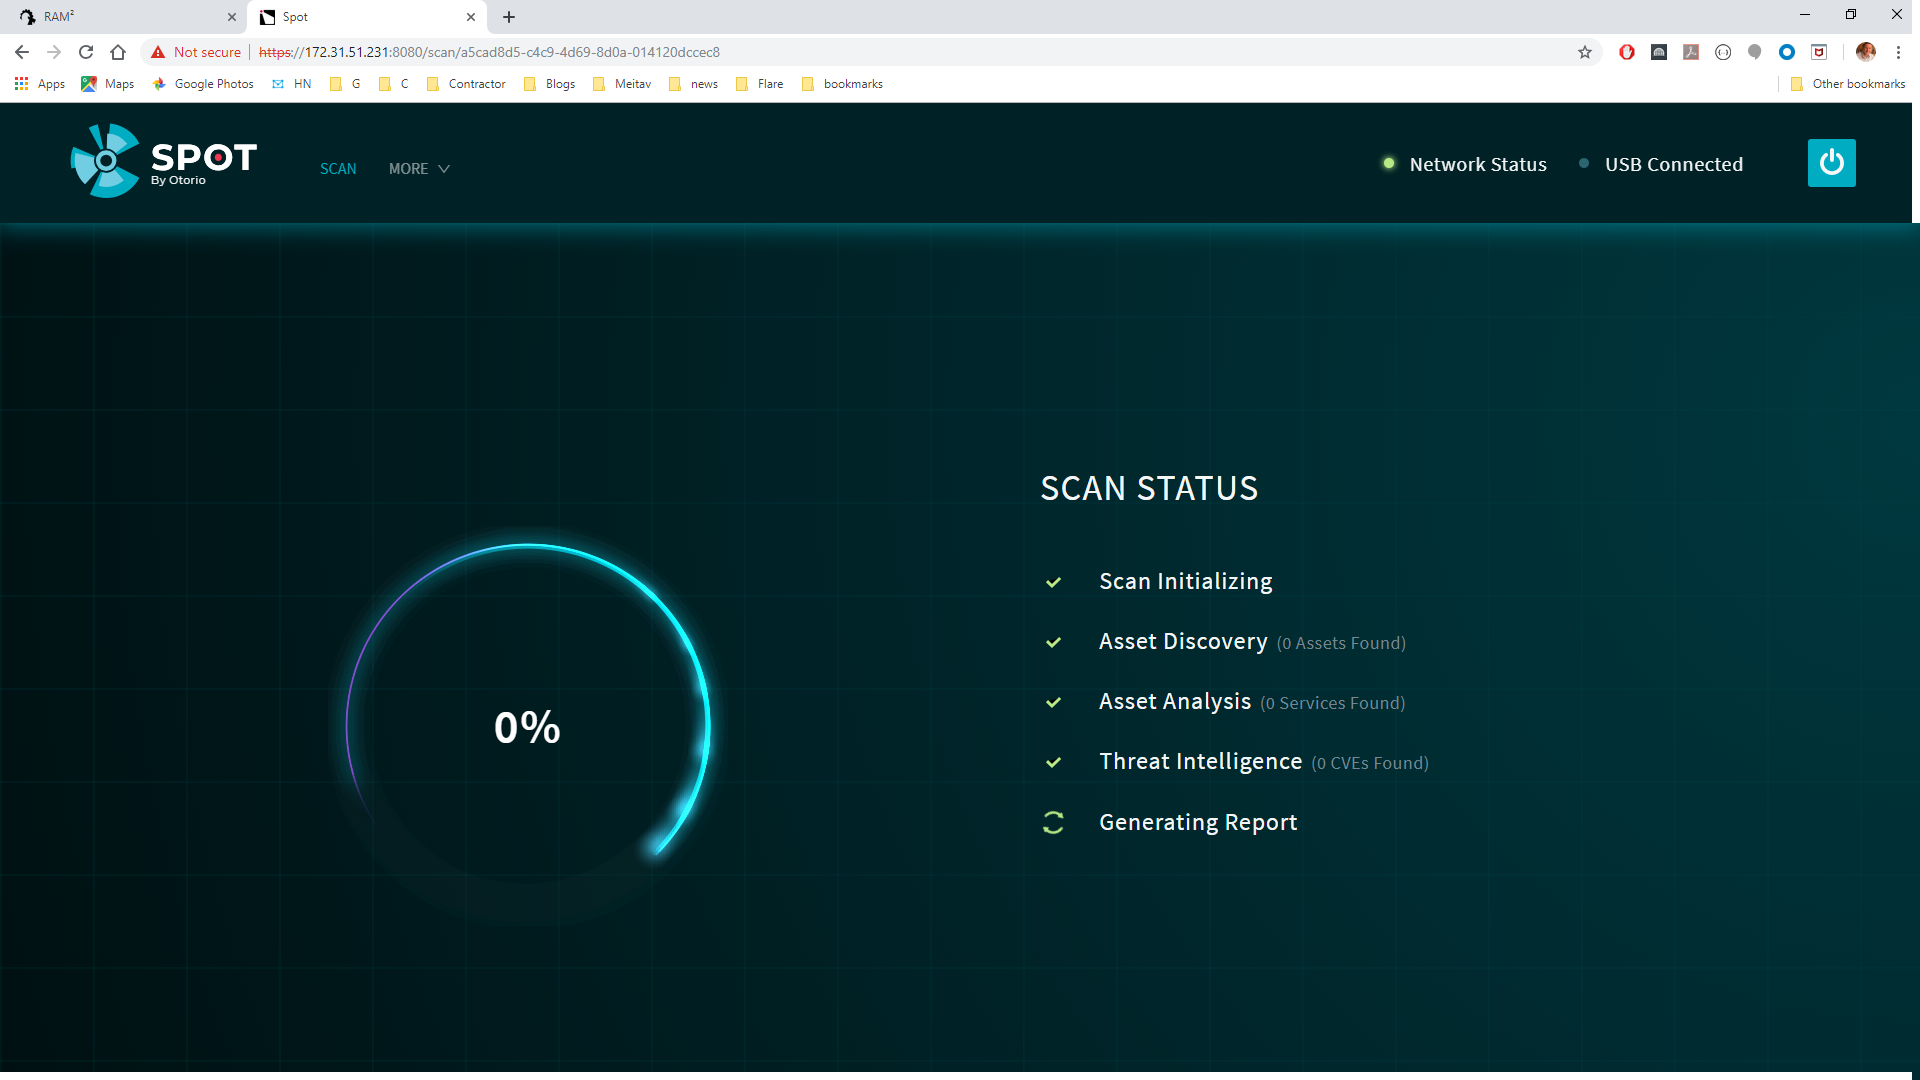 RAM²
Spot
Not secure
https://172.31.51.231:8080/scan/a5cad8d5-c4c9-4d69-8d0a-014120dccec8
Apps Maps Google Photos HN G C Contractor Blogs Meitav news Flare bookmarks Other bookmarks
SPOT
By Otorio
SCAN MORE
Network Status USB Connected
SCAN STATUS
Scan Initializing
Asset Discovery (0 Assets Found)
Asset Analysis (0 Services Found)
0%
Threat Intelligence (0 CVEs Found)
Generating Report